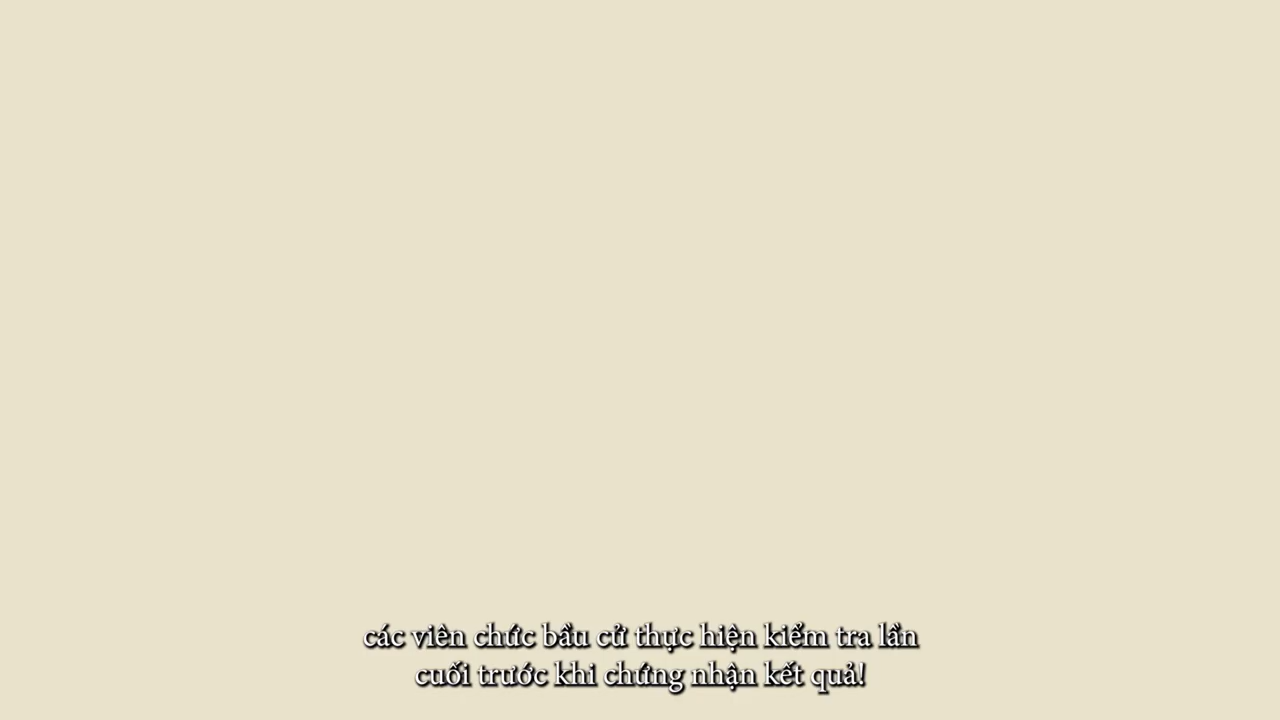 các viên chức bầu cử thực hiện kiểm tra lần
cuối trước khi chứng nhận kết quả!